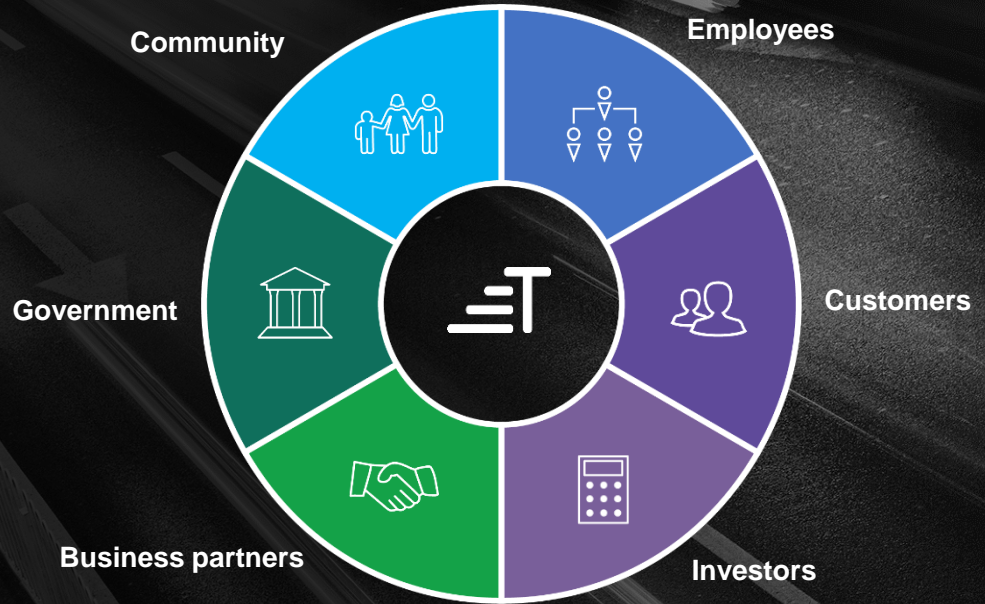 Community
Employees
Government
Customers
Business partners
Investors